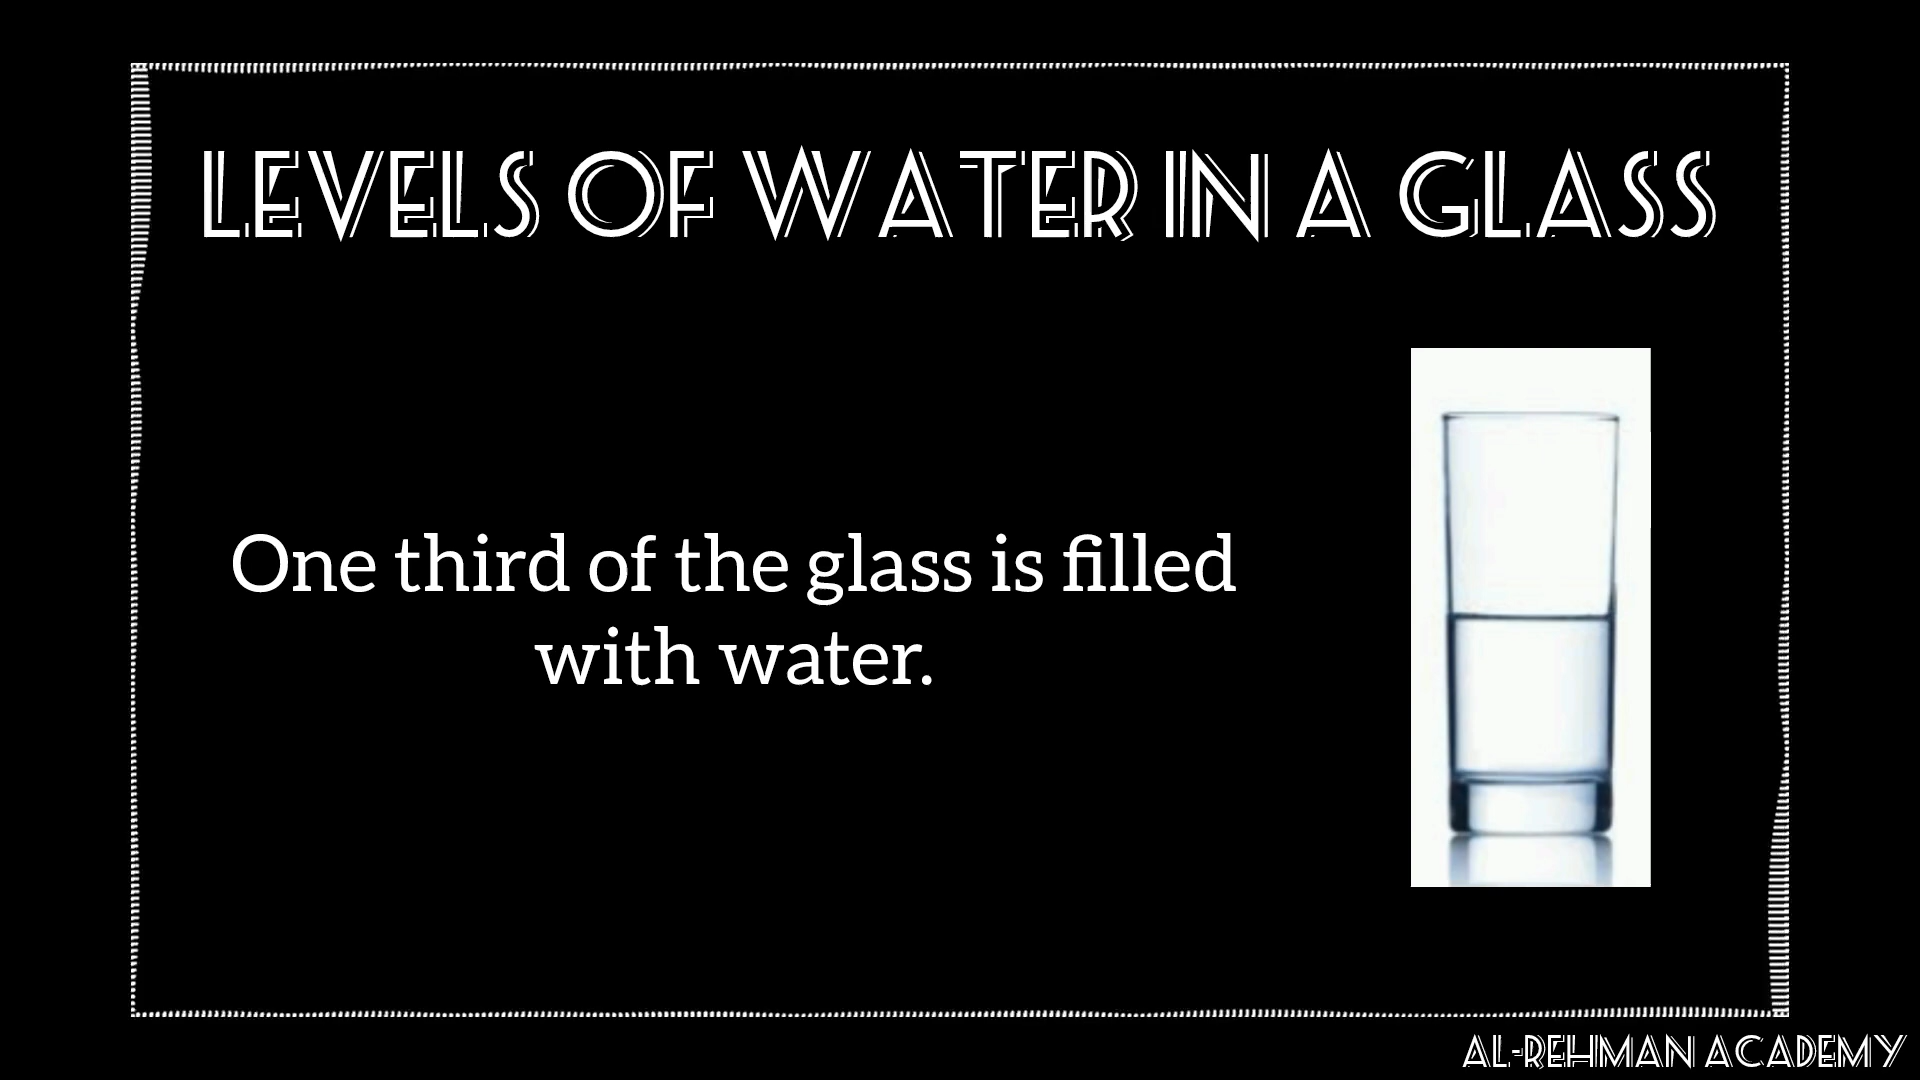 LEVELS OF WATER IN A GLASS
One third of the glass is filled
with water.
AL-REHMAN ACADEMY